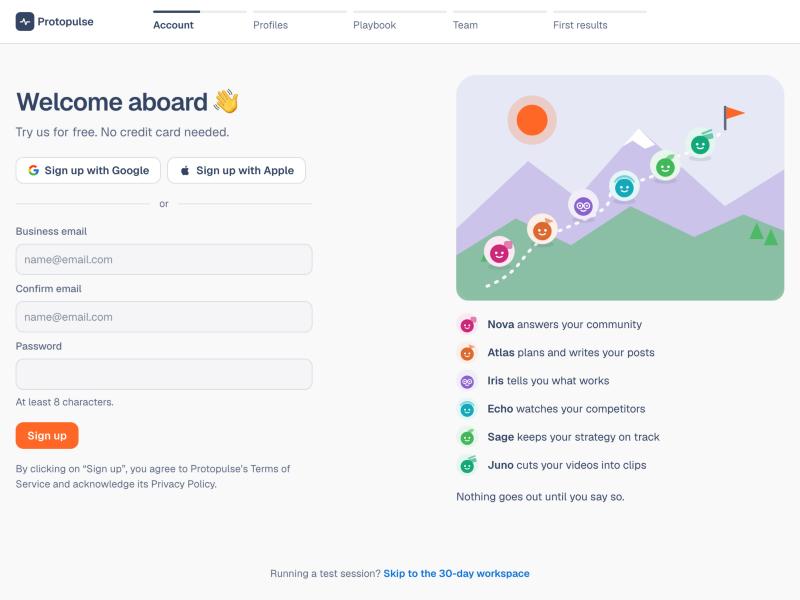 Protopulse
Account
Profiles
Playbook
Team
First results
Welcome aboard 👋
Try us for free. No credit card needed.
Sign up with Google
Sign up with Apple
or
Business email
name@email.com
Confirm email
name@email.com
Password
At least 8 characters.
Sign up
By clicking on “Sign up”, you agree to Protopulse's Terms of
Service and acknowledge its Privacy Policy.
Nova answers your community
Atlas plans and writes your posts
Iris tells you what works
Echo watches your competitors
Sage keeps your strategy on track
Juno cuts your videos into clips
Nothing goes out until you say so.
Running a test session? Skip to the 30-day workspace